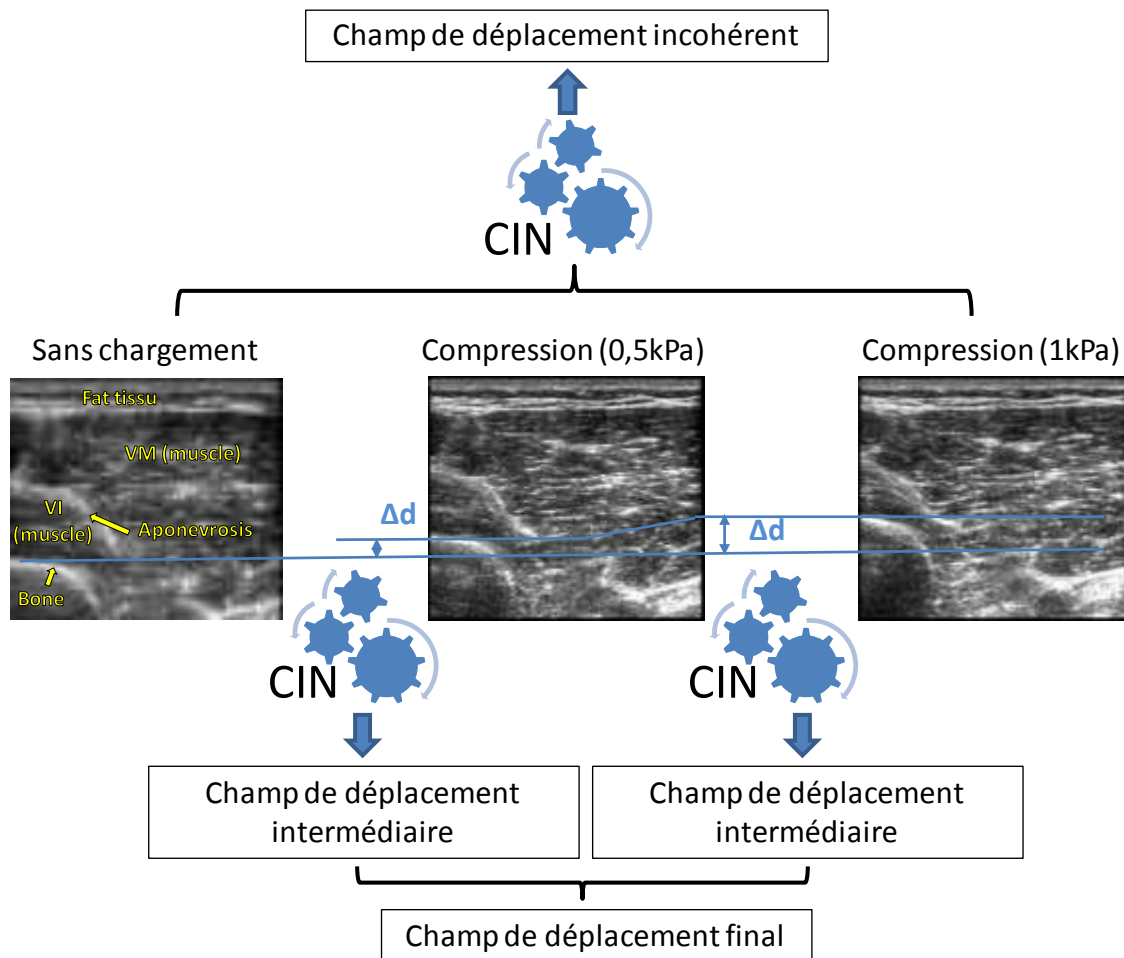 Champ de déplacement incohérent
CIN
Sans chargement
Compression (0,5kPa)
Compression (1kPa)
Fat tissu
VM (muscle)
VI
(muscle)
Aponevrosis
Bone
Δd
Δd
CIN
CIN
Champ de déplacement
intermédiaire
Champ de déplacement
intermédiaire
Champ de déplacement final